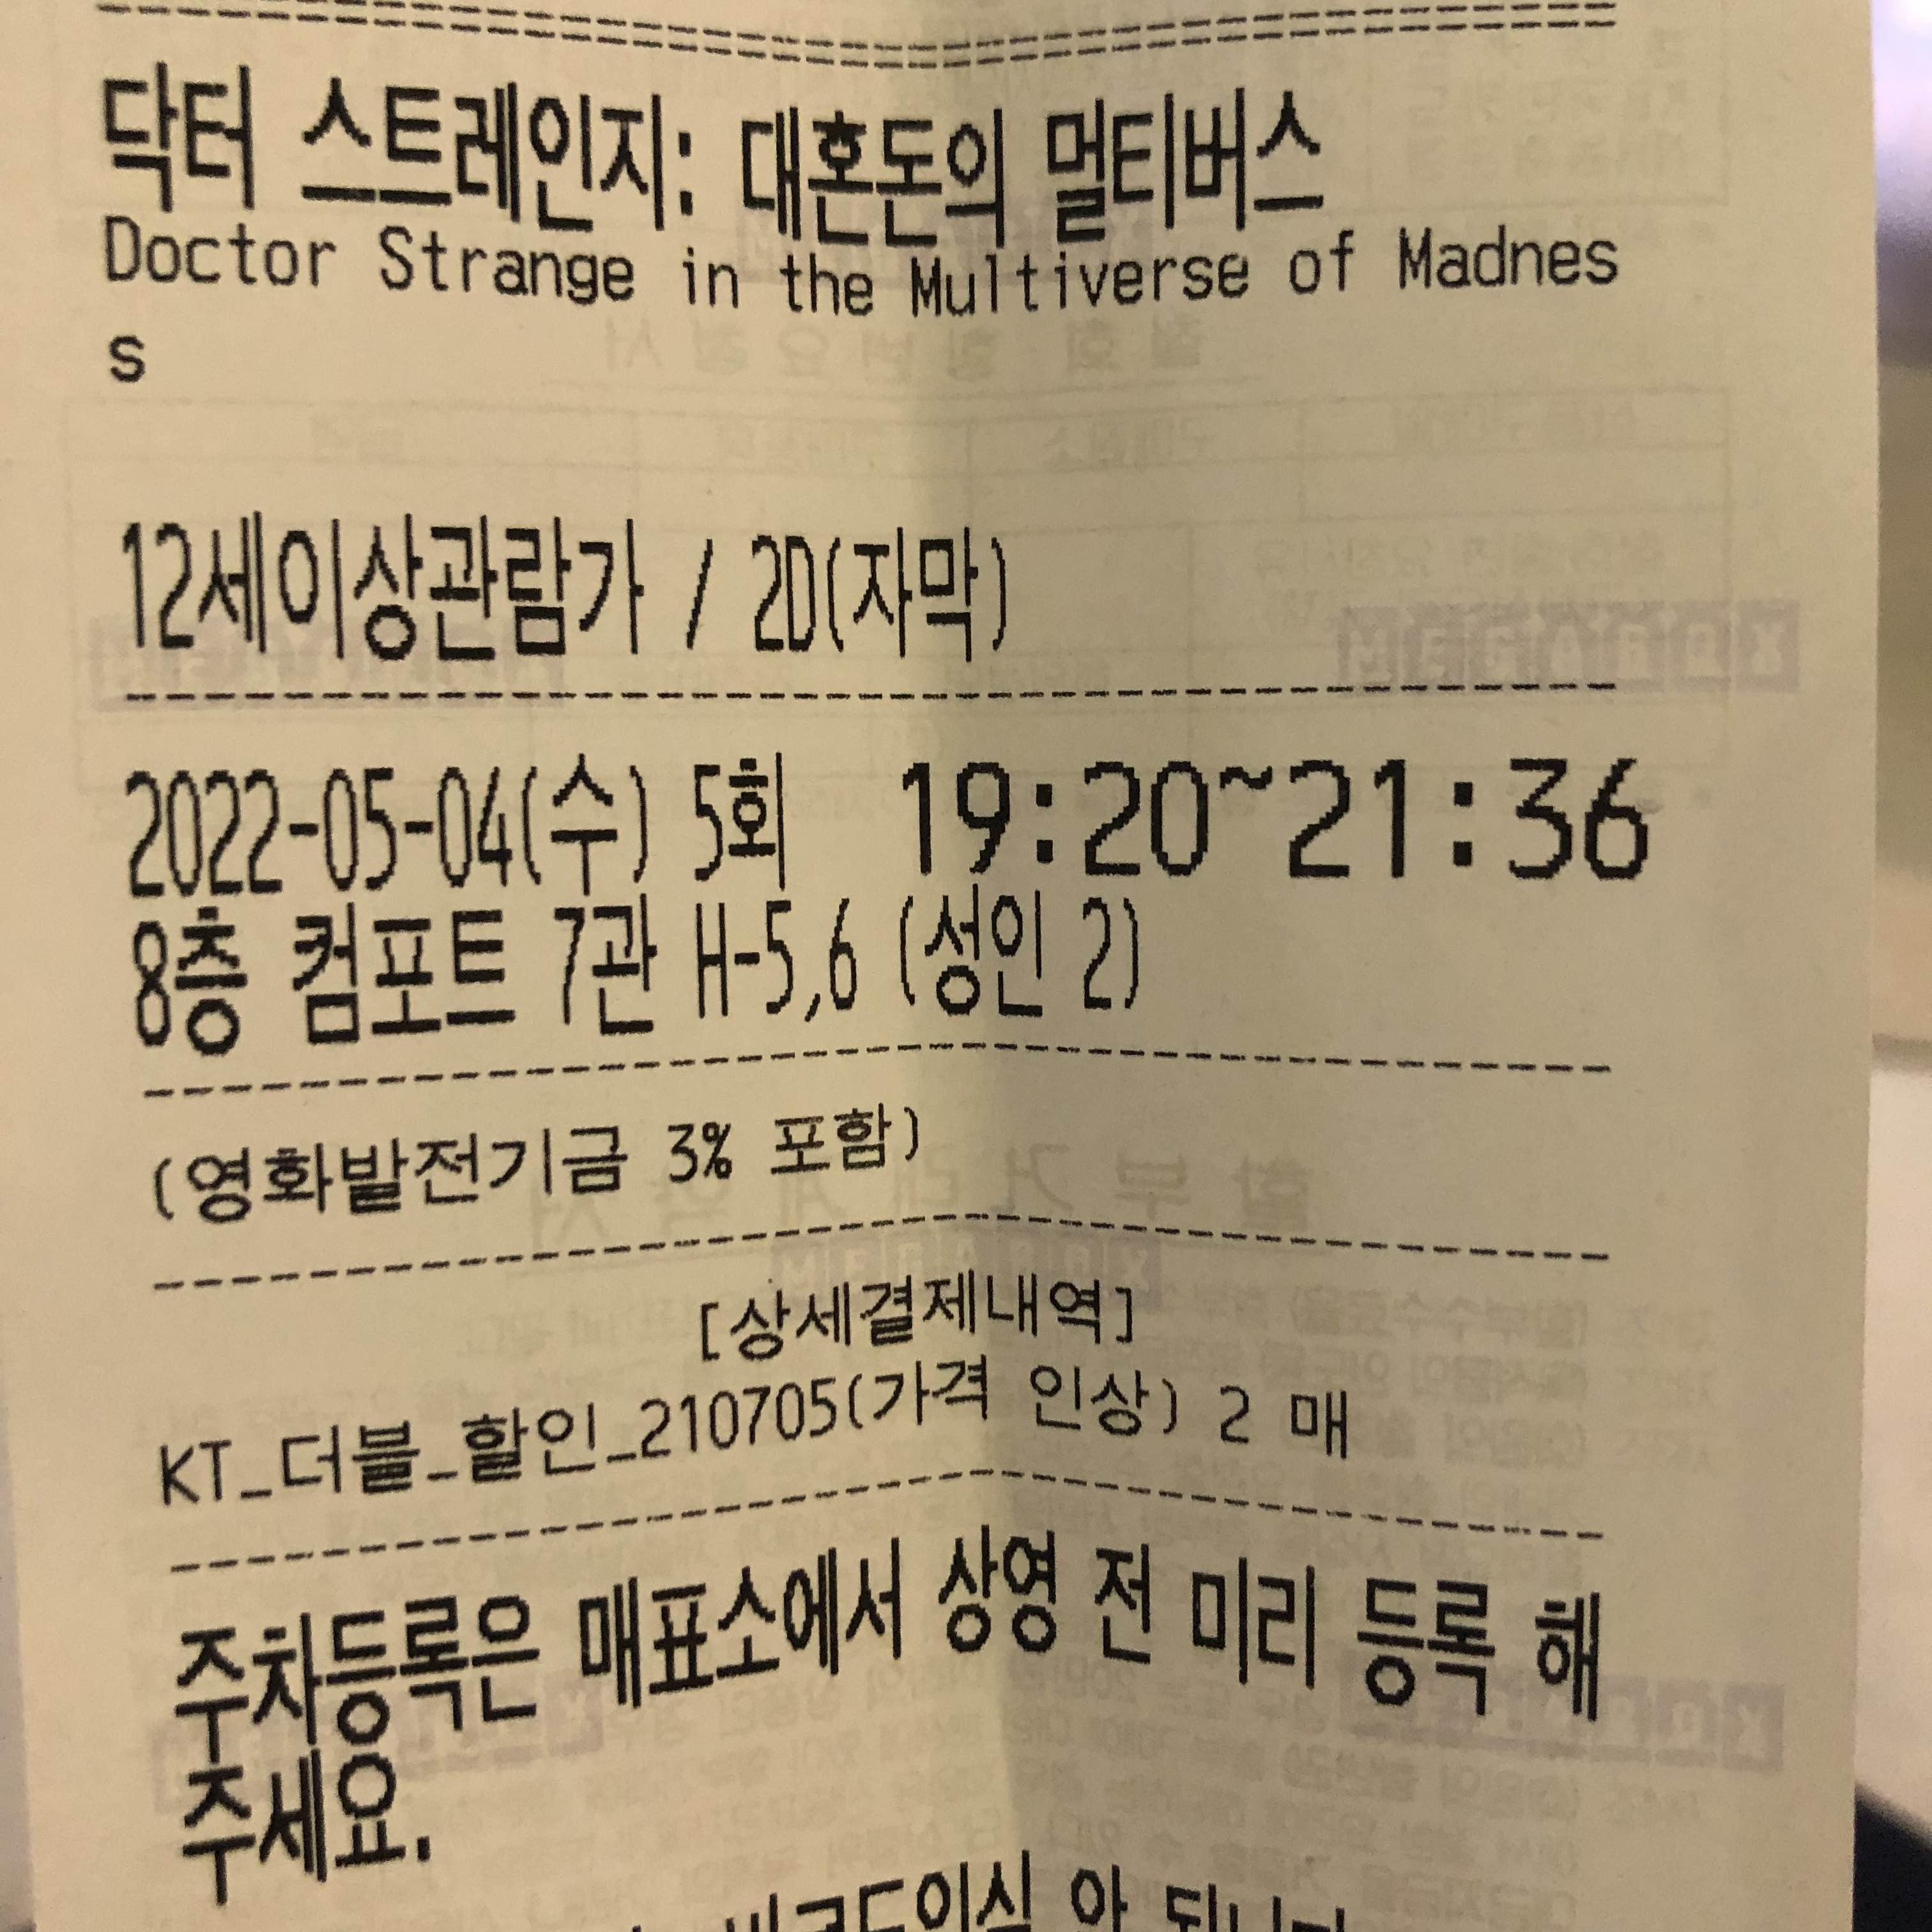 닥터 스트레인지: 대혼돈의 멀티버스
Doctor Strange in the Multiverse of Madnes
s
12세이상관람가 / 2D(자막)
2022-05-04(수) 5회 19:20~21:36
8층 컴포트 7관 H-5,6 (성인 2)
(영화발전기금 3% 포함)
[상세결제내역]
KT_더블_할인_210705(가격 인상) 2 매
주차등록은 매표소에서 상영 전 미리 등록 해
주세요.